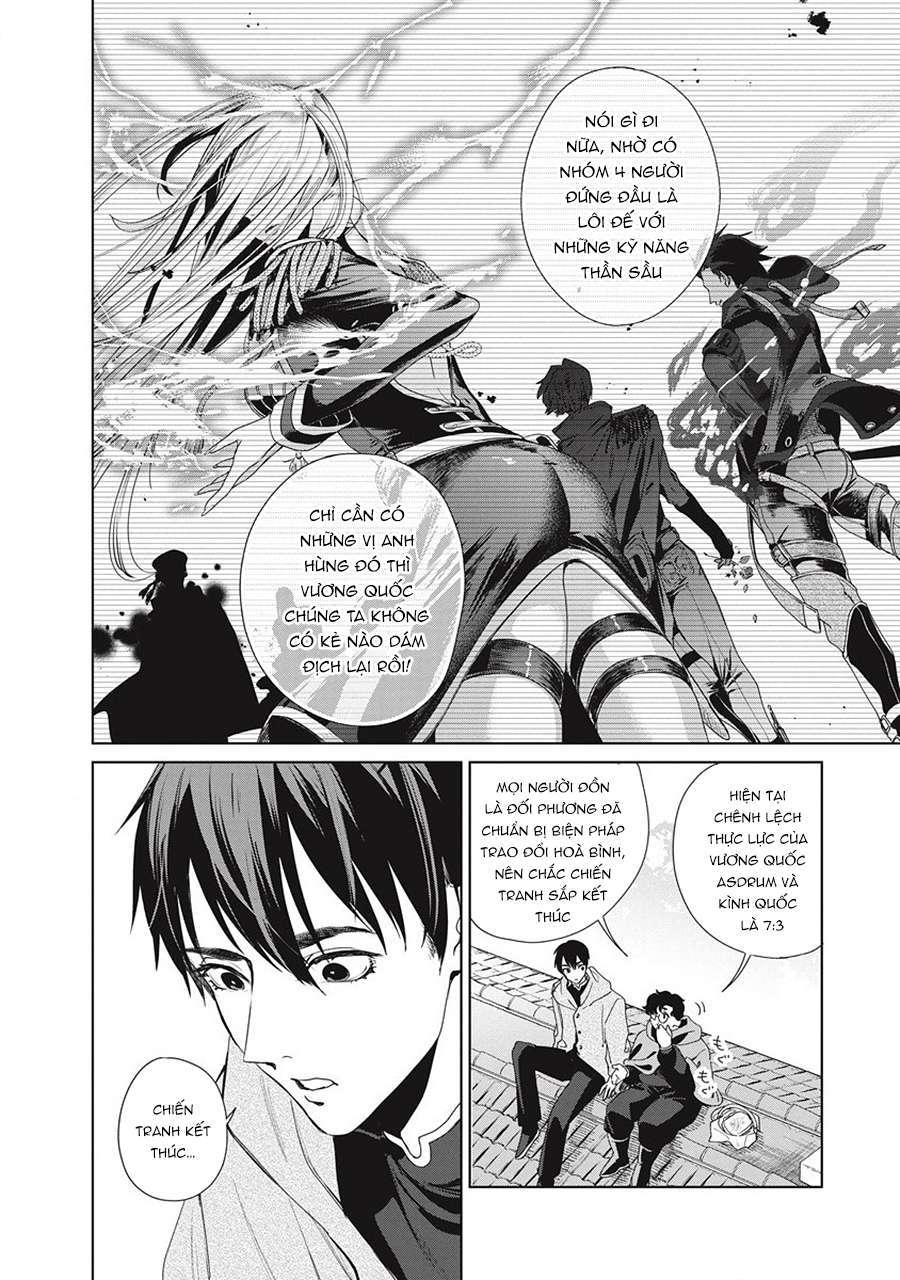 NÓI GÌ ĐI
NỮA, NHỜ CÓ
NHÓM 4 NGƯỜI
ĐỨNG ĐẦU LÀ
LÔI ĐẾ VỚI
NHỮNG KỸ NĂNG
THẦN SẦU
CHỈ CẦN CÓ
NHỮNG VỊ ANH
HÙNG ĐÓ THÌ
VƯƠNG QUỐC
CHÚNG TA KHÔNG
CÓ KẺ NÀO DÁM
ĐỊCH LẠI RỒI!
HIỆN TẠI
CHÊNH LỆCH
THỰC LỰC CỦA
VƯƠNG QUỐC
ASDRUM VÀ
KÌNH QUỐC
LÀ 7:3
MỌI NGƯỜI ĐỒN
LÀ ĐỐI PHƯƠNG ĐÃ
CHUẨN BỊ BIỆN PHÁP
TRAO ĐỔI HOÀ BÌNH,
NÊN CHẮC CHIẾN
TRANH SẮP KẾT
THÚC
もぐ
もぐ
CHIẾN
TRANH KẾT
THÚC...